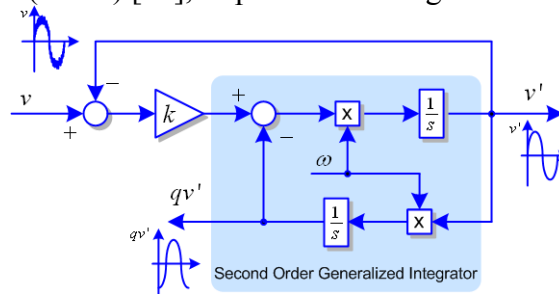 v
v
+
−
k
+
−
x
1/s
v'
v'
ω
qv'
1/s
x
qv'
Second Order Generalized Integrator